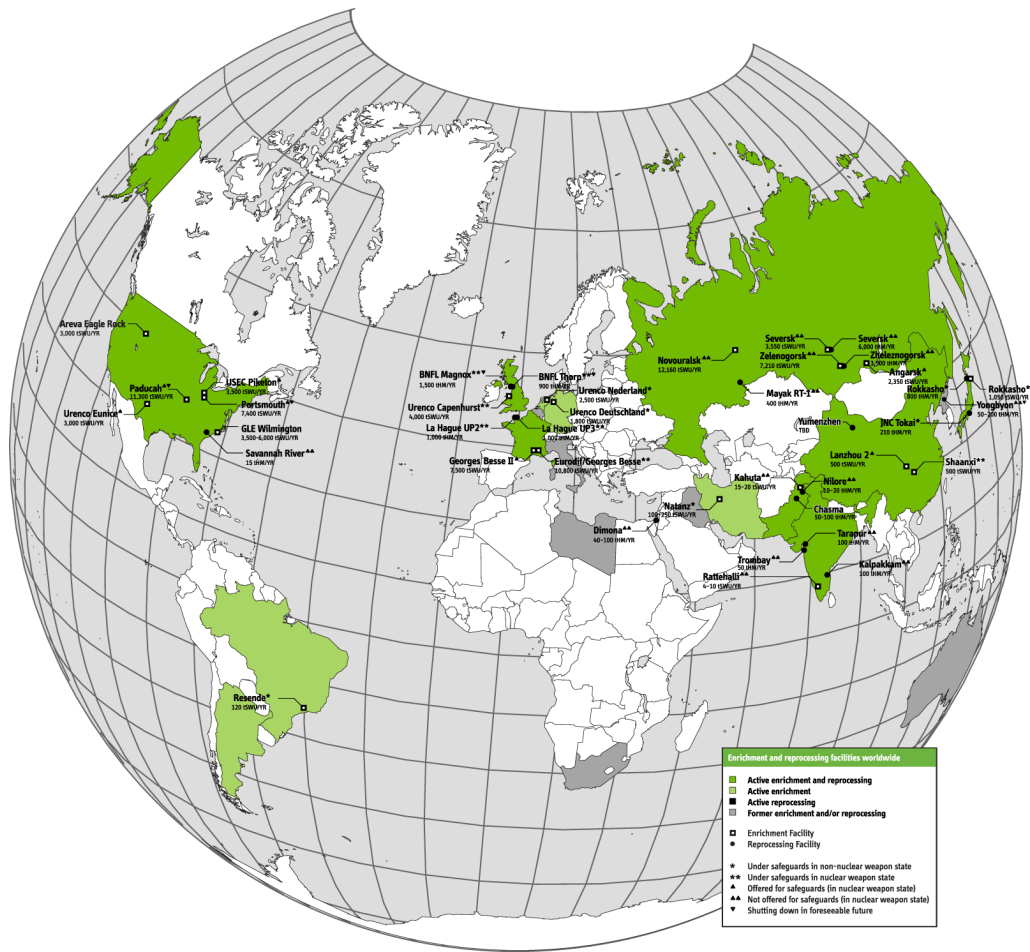 Areva Eagle Rock
3,000 tSWU/YR
Paducah▲▼
11,300 tSWU/YR
USEC Piketon*
3,500 tSWU/YR
Portsmouth▲▼
7,400 tSWU/YR
Urenco Eunice▲
3,000 tSWU/YR
GLE Wilmington
3,500-6,000 tSWU/YR
Savannah River▲▲
15 tHM/YR
BNFL Magnox**▼
1,500 tHM/YR
BNFL Thorp**▼
900 tHM/YR
Urenco Nederland*
2,500 tSWU/YR
Urenco Capenhurst**
4,000 tSWU/YR
Urenco Deutschland*
1,800 tSWU/YR
La Hague UP2**
1,000 tHM/YR
La Hague UP3**
1,000 tHM/YR
Georges Besse II▲
7,500 tSWU/YR
Eurodif/Georges Besse**
10,800 tSWU/YR
Novouralsk▲▲
12,160 tSWU/YR
Seversk▲▲
3,550 tSWU/YR
Seversk▲▲
6,000 tHM/YR
Zelenogorsk▲▲
7,210 tSWU/YR
Zheleznogorsk▲▲
3,500 tHM/YR
Angarsk▲
2,350 tSWU/YR
Mayak RT-1▲▲
400 tHM/YR
Rokkasho*
800 tHM/YR
Rokkasho*
1,050 tSWU/YR
Yongbyon▲▲▼
50-200 tHM/YR
Yumenzhen
TBD
JNC Tokai*
210 tHM/YR
Lanzhou 2▲
500 tSWU/YR
Shaanxi**
500 tSWU/YR
Kahuta▲▲
15-20 tSWU/YR
Nilore▲▲
10-20 tHM/YR
Natanz*
100-250 tSWU/YR
Chasma
50-100 tHM/YR
Dimona▲▲
40-100 tHM/YR
Tarapur▲▲
100 tHM/YR
Trombay▲▲
50 tHM/YR
Kalpakkam▲▲
100 tHM/YR
Rattehalli▲▲
4-10 tSWU/YR
Resende*
120 tSWU/YR
Enrichment and reprocessing facilities worldwide
Active enrichment and reprocessing
Active enrichment
Active reprocessing
Former enrichment and/or reprocessing
Enrichment Facility
Reprocessing Facility
* Under safeguards in non-nuclear weapon state
** Under safeguards in nuclear weapon state
▲ Offered for safeguards (in nuclear weapon state)
▲▲ Not offered for safeguards (in nuclear weapon state)
▼ Shutting down in foreseeable future